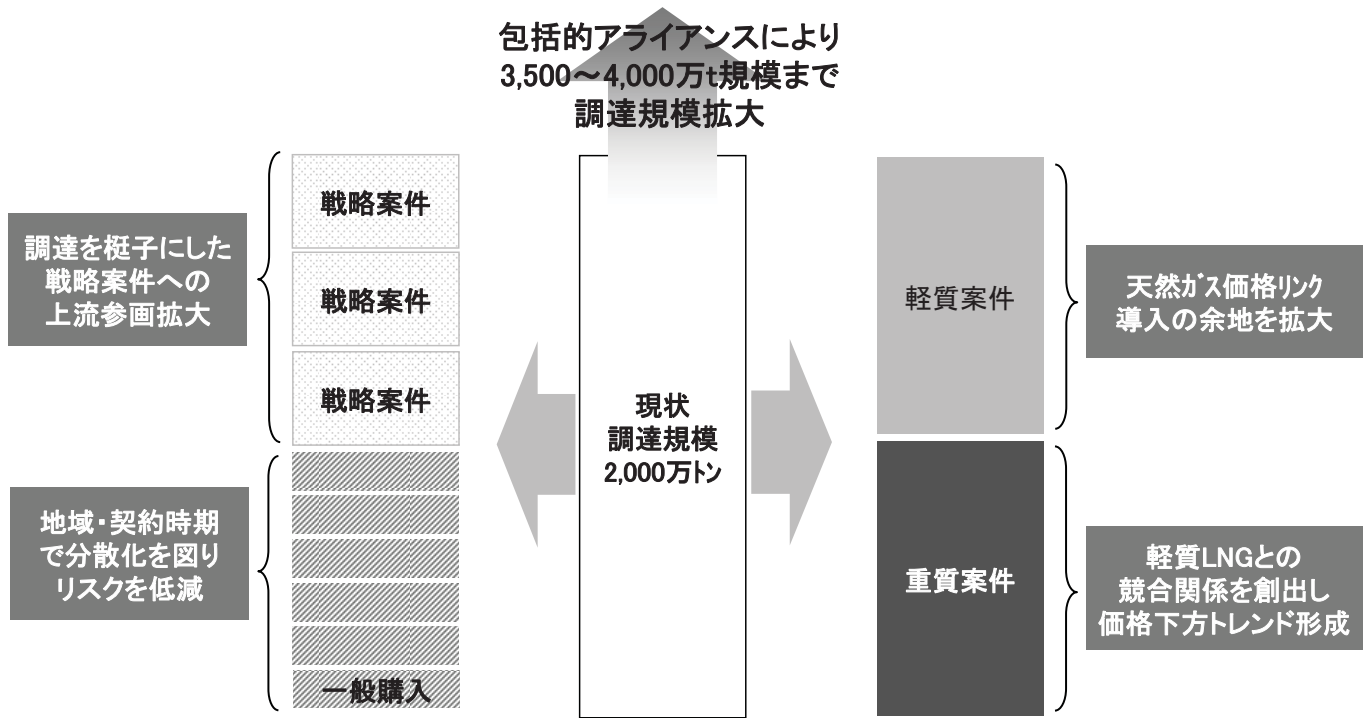 包括的アライアンスにより
3,500～4,000万t規模まで
調達規模拡大
調達を梃子にした
戦略案件への
上流参画拡大
戦略案件
戦略案件
戦略案件
地域・契約時期
で分散化を図り
リスクを低減
一般購入
現状
調達規模
2,000万ﾄﾝ
軽質案件
天然ｶﾞｽ価格ﾘﾝｸ
導入の余地を拡大
重質案件
軽質LNGとの
競合関係を創出し
価格下方トレンド形成